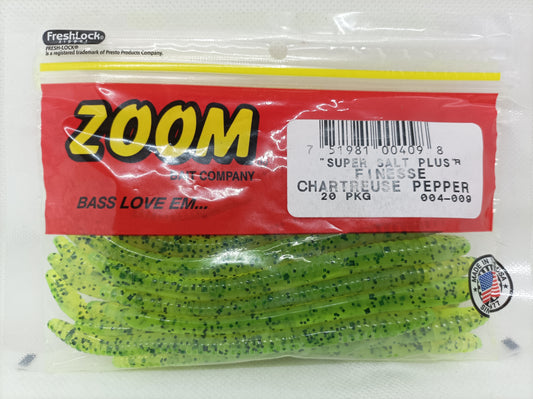 FRESHLOCK®
ZIPPER
FRESH-LOCK®
is a registered trademark of Presto Products Company.
ZOOM
BAIT COMPANY
BASS LOVE EM...
7 51981 00409 8
"SUPER SALT PLUS"®
FINESSE
CHARTREUSE PEPPER
20 PKG 004-009
MADE IN